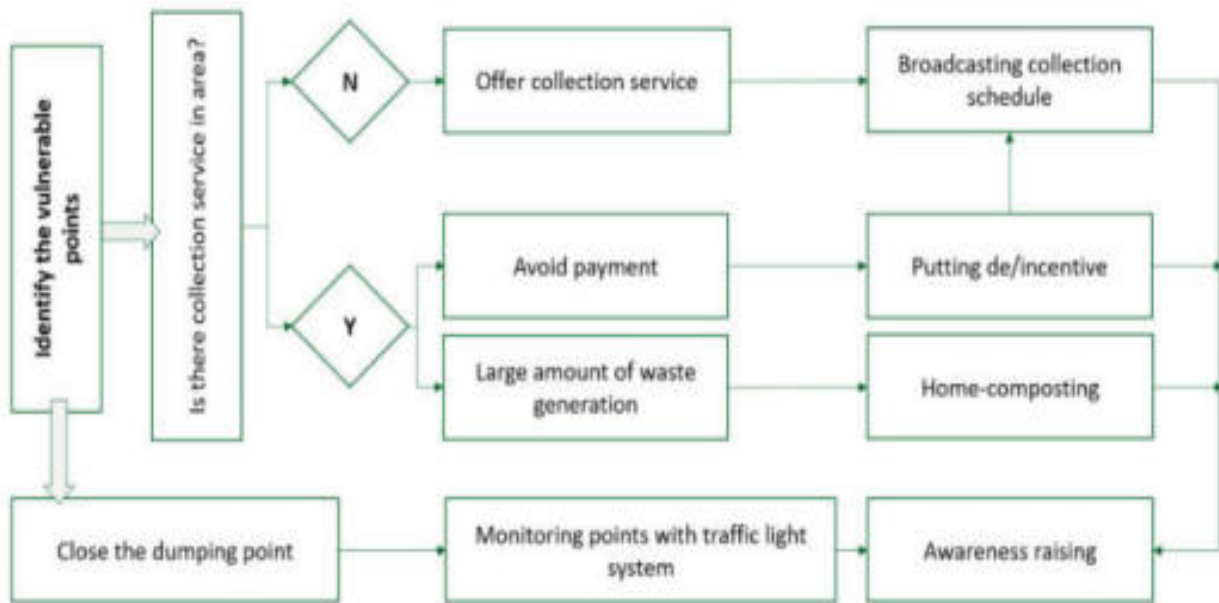 Identify the vulnerable
points
Is there collection service in area?
N
Offer collection service
Broadcasting collection
schedule
Y
Avoid payment
Putting de/incentive
Large amount of waste
generation
Home-composting
Close the dumping point
Monitoring points with traffic light
system
Awareness raising